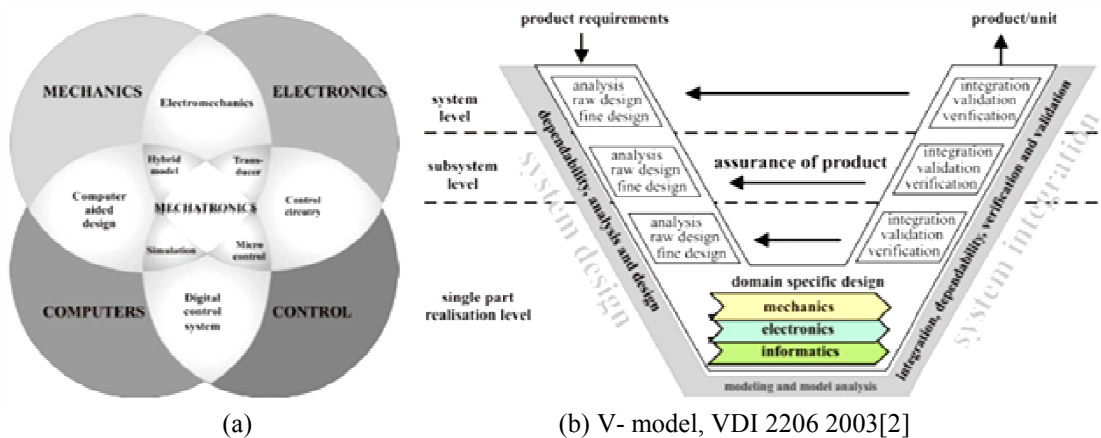 MECHANICS
ELECTRONICS
Electromechanics
Hybrid
model
Trans-
ducer
Computer
aided
design
MECHATRONICS
Control
circuitry
Simulation
Micro
control
COMPUTERS
Digital
control
system
CONTROL
(a)
product requirements
product/unit
system
level
analysis
raw design
fine design
integration
validation
verification
subsystem
level
analysis
raw design
fine design
assurance of product
integration
validation
verification
analysis
raw design
fine design
integration
validation
verification
single part
realisation level
domain specific design
mechanics
electronics
informatics
modeling and model analysis
dependability, analysis and design
system design
integration, dependability, verification and validation
system integration
(b) V- model, VDI 2206 2003[2]